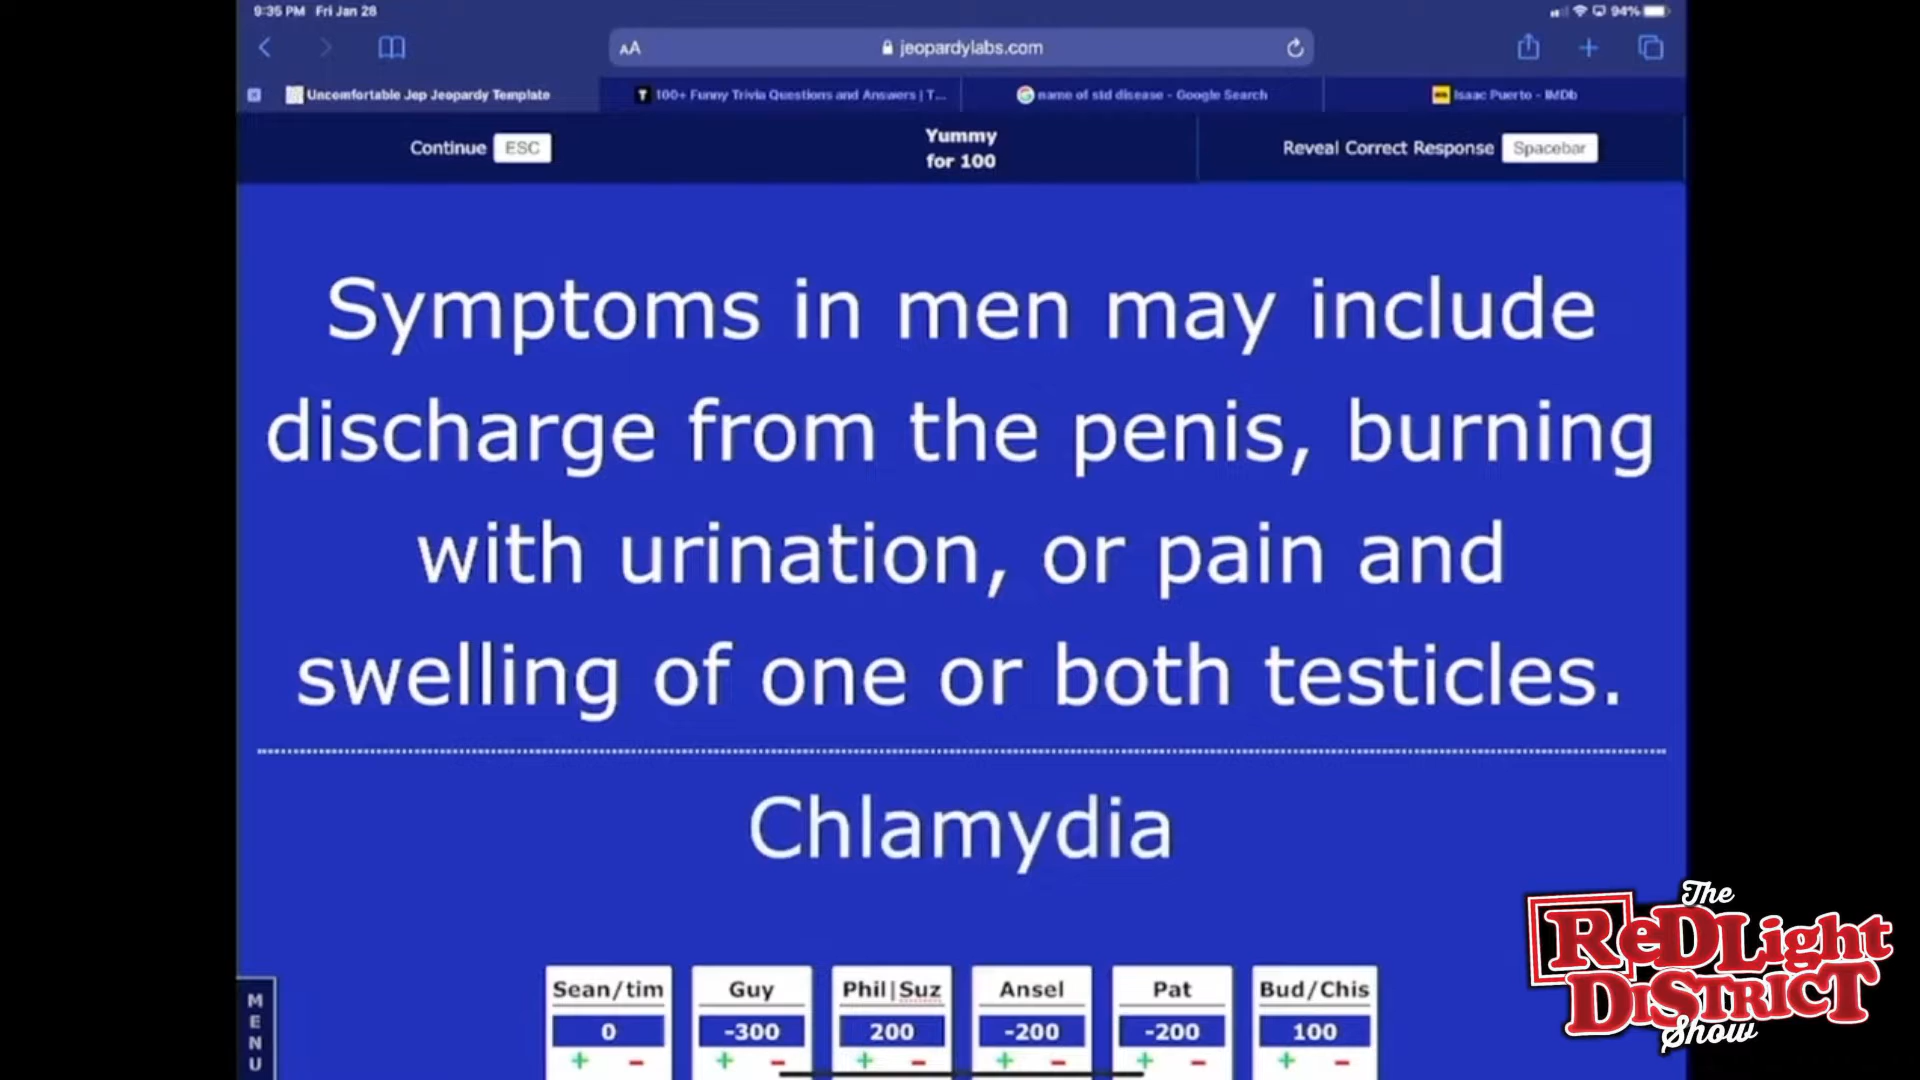 9:35 PM Fri Jan 28
94%
AA jeopardylabs.com
Uncomfortable Jep Jeopardy Template
100+ Funny Trivia Questions and Answers | T...
name of std disease - Google Search
Isaac Puerto - IMDb
Continue ESC
Yummy
for 100
Reveal Correct Response Spacebar
Symptoms in men may include
discharge from the penis, burning
with urination, or pain and
swelling of one or both testicles.
Chlamydia
MENU
Sean/tim Guy Phil|Suz Ansel Pat Bud/Chis
0 -300 200 -200 -200 100
+ - + - + - + - + - + -
The
ReDLight
DiSTRiCT
Show